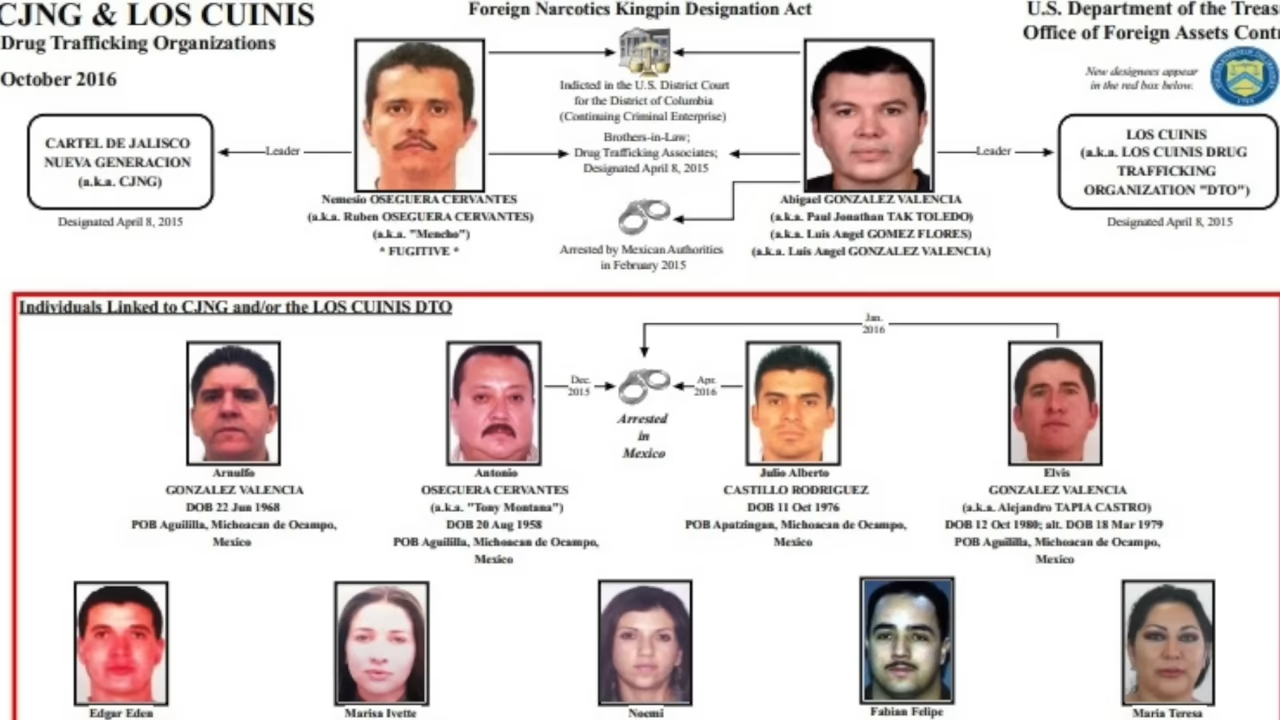 CJNG & LOS CUINIS
Drug Trafficking Organizations
October 2016
Foreign Narcotics Kingpin Designation Act
U.S. Department of the Treas
Office of Foreign Assets Contr
New designees appear
in the red box below.
CARTEL DE JALISCO
NUEVA GENERACION
(a.k.a. CJNG)
Designated April 8, 2015
Leader
Nemesio OSEGUERA CERVANTES
(a.k.a. Ruben OSEGUERA CERVANTES)
(a.k.a. "Mencho")
* FUGITIVE *
Indicted in the U.S. District Court
for the District of Columbia
(Continuing Criminal Enterprise)
Brothers-in-Law;
Drug Trafficking Associates;
Designated April 8, 2015
Arrested by Mexican Authorities
in February 2015
Abigael GONZALEZ VALENCIA
(a.k.a. Paul Jonathan TAK TOLEDO)
(a.k.a. Luis Angel GOMEZ FLORES)
(a.k.a. Luis Angel GONZALEZ VALENCIA)
Leader
LOS CUINIS
(a.k.a. LOS CUINIS DRUG
TRAFFICKING
ORGANIZATION "DTO")
Designated April 8, 2015
Individuals Linked to CJNG and/or the LOS CUINIS DTO
Jan.
2016
Dec.
2015
Apr.
2016
Arrested
in
Mexico
Arnulfo
GONZALEZ VALENCIA
DOB 22 Jun 1968
POB Aguililla, Michoacan de Ocampo,
Mexico
Antonio
OSEGUERA CERVANTES
(a.k.a. "Tony Montana")
DOB 20 Aug 1958
POB Aguililla, Michoacan de Ocampo,
Mexico
Julio Alberto
CASTILLO RODRIGUEZ
DOB 11 Oct 1976
POB Apatzingan, Michoacan de Ocampo,
Mexico
Elvis
GONZALEZ VALENCIA
(a.k.a. Alejandro TAPIA CASTRO)
DOB 12 Oct 1980; alt. DOB 18 Mar 1979
POB Aguililla, Michoacan de Ocampo,
Mexico
Edgar Eden
Marisa Ivette
Noemi
Fabian Felipe
Maria Teresa